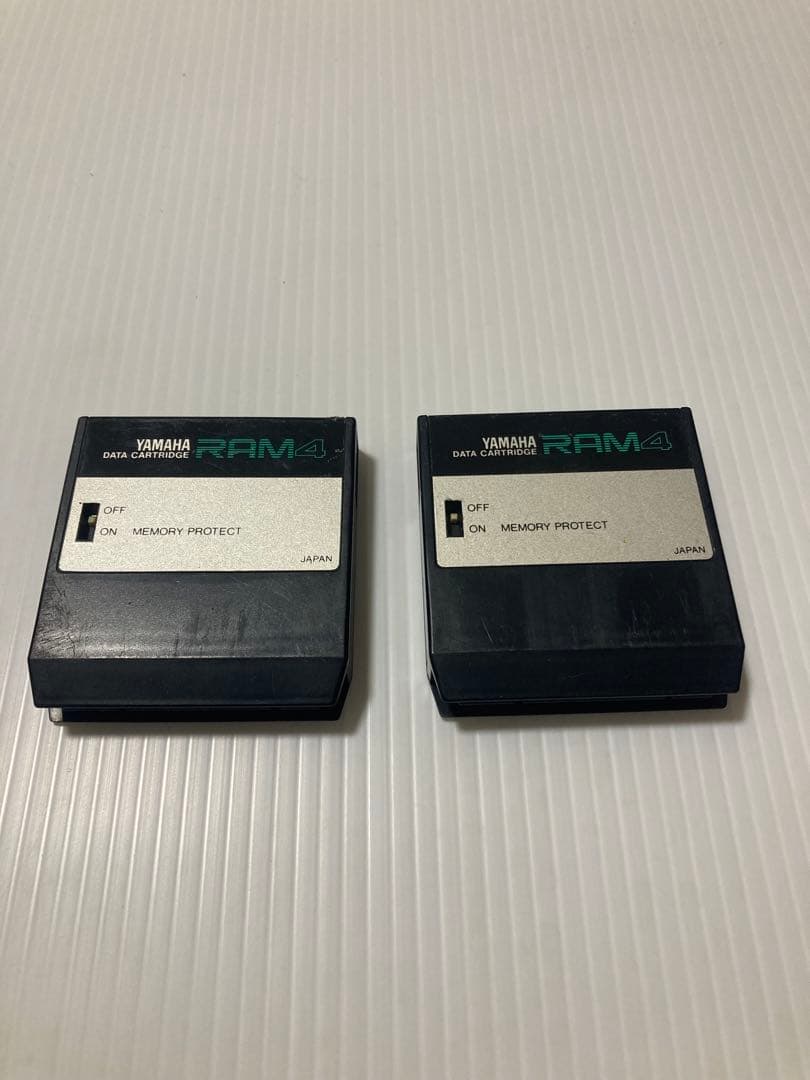 YAMAHA
DATA CARTRIDGE RAM4
OFF
ON MEMORY PROTECT
JAPAN
YAMAHA
DATA CARTRIDGE RAM4
OFF
ON MEMORY PROTECT
JAPAN